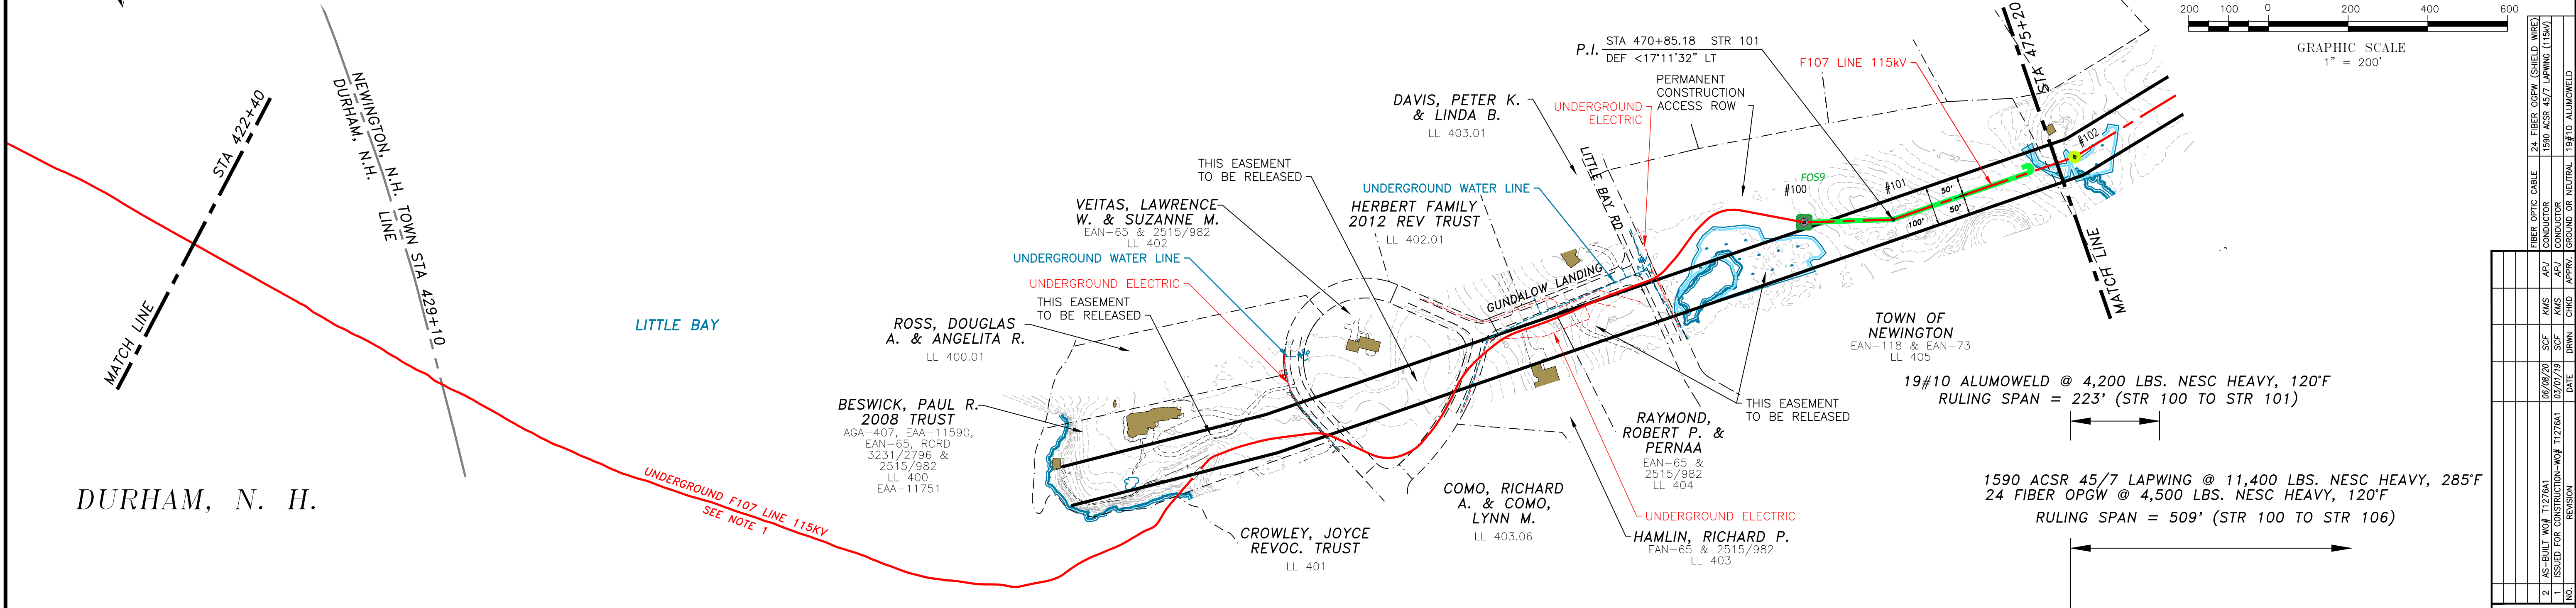 MATCH LINE
STA 422+40
NEWINGTON, N.H. TOWN STA 429+10
DURHAM, N.H. LINE
DURHAM, N. H.
LITTLE BAY
UNDERGROUND F107 LINE 115KV
SEE NOTE 1
ROSS, DOUGLAS
A. & ANGELITA R.
LL 400.01
BESWICK, PAUL R.
2008 TRUST
AGA-407, EAA-11590,
EAN-65, RCRD
3231/2796 &
2515/982
LL 400
EAA-11751
THIS EASEMENT
TO BE RELEASED
VEITAS, LAWRENCE
W. & SUZANNE M.
EAN-65 & 2515/982
LL 402
UNDERGROUND WATER LINE
UNDERGROUND ELECTRIC
THIS EASEMENT
TO BE RELEASED
CROWLEY, JOYCE
REVOC. TRUST
LL 401
DAVIS, PETER K.
& LINDA B.
LL 403.01
UNDERGROUND WATER LINE
HERBERT FAMILY
2012 REV TRUST
LL 402.01
GUNDALOW LANDING
LITTLE BAY RD
UNDERGROUND
ELECTRIC
P.I. STA 470+85.18 STR 101
DEF <17°11'32" LT
PERMANENT
CONSTRUCTION
ACCESS ROW
F107 LINE 115kV
30
60
50
COMO, RICHARD
A. & COMO,
LYNN M.
LL 403.06
RAYMOND,
ROBERT P. &
PERNAA
EAN-65 &
2515/982
LL 404
UNDERGROUND ELECTRIC
HAMLIN, RICHARD P.
EAN-65 & 2515/982
LL 403
THIS EASEMENT
TO BE RELEASED
FOS9
#100
#101
#102
50'
50'
100'
STA 475+20
MATCH LINE
TOWN OF
NEWINGTON
EAN-118 & EAN-73
LL 405
19#10 ALUMOWELD @ 4,200 LBS. NESC HEAVY, 120°F
RULING SPAN = 223' (STR 100 TO STR 101)
1590 ACSR 45/7 LAPWING @ 11,400 LBS. NESC HEAVY, 285°F
24 FIBER OPGW @ 4,500 LBS. NESC HEAVY, 120°F
RULING SPAN = 509' (STR 100 TO STR 106)
200 100 0 200 400 600
GRAPHIC SCALE
1" = 200'
FIBER OPTIC CABLE 24 FIBER OGPW (SHIELD WIRE)
CONDUCTOR 1590 ACSR 45/7 LAPWING (115kV)
CONDUCTOR
GROUND OR NEUTRAL 19#10 ALUMOWELD
2 AS-BUILT WO# T1276A1 06/08/20 SCF KMS APJ
1 ISSUED FOR CONSTRUCTION-WO# T1276A1 03/01/19 SCF KMS APJ
NO. REVISION DATE DRWN CHKD APPRV.